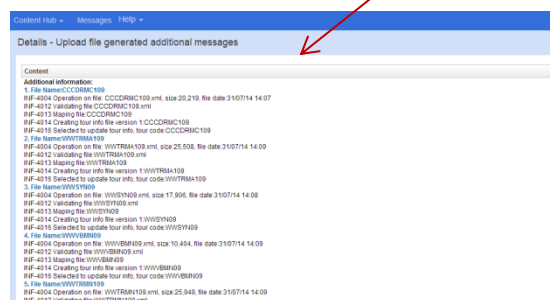 Content Hub Messages Help
Details - Upload file generated additional messages
Content
Additional information:
1. File Name:CCCDRMC109
INF-4004 Operation on file: CCCDRMC109.xml, size:20,210, file date:31/07/14 14:07
INF-4012 Validating file:CCCDRMC109.xml
INF-4013 Maping file:CCCDRMC109
INF-4014 Creating tour info file version 1:CCCDRMC109
INF-4016 Selected to update tour info, tour code:CCCDRMC109
2. File Name:WWTRMA109
INF-4004 Operation on file: WWTRMA109.xml, size:25,508, file date:31/07/14 14:09
INF-4012 Validating file:WWTRMA109.xml
INF-4013 Maping file:WWTRMA109
INF-4014 Creating tour info file version 1:WWTRMA109
INF-4016 Selected to update tour info, tour code:WWTRMA109
3. File Name:WWSYN09
INF-4004 Operation on file: WWSYN09.xml, size:17,906, file date:31/07/14 14:08
INF-4012 Validating file:WWSYN09.xml
INF-4013 Maping file:WWSYN09
INF-4014 Creating tour info file version 1:WWSYN09
INF-4016 Selected to update tour info, tour code:WWSYN09
4. File Name:WWVBMN09
INF-4004 Operation on file: WWVBMN09.xml, size:10,404, file date:31/07/14 14:09
INF-4012 Validating file:WWVBMN09.xml
INF-4013 Maping file:WWVBMN09
INF-4014 Creating tour info file version 1:WWVBMN09
INF-4016 Selected to update tour info, tour code:WWVBMN09
5. File Name:WWTRMN109
INF-4004 Operation on file: WWTRMN109.xml, size:25,949, file date:31/07/14 14:09
INF-4012 Validating file:WWTRMN109.xml